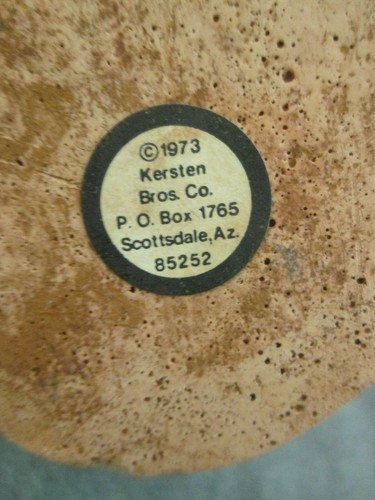 ©1973
Kersten
Bros. Co.
P. O. Box 1765
Scottsdale, Az.
85252